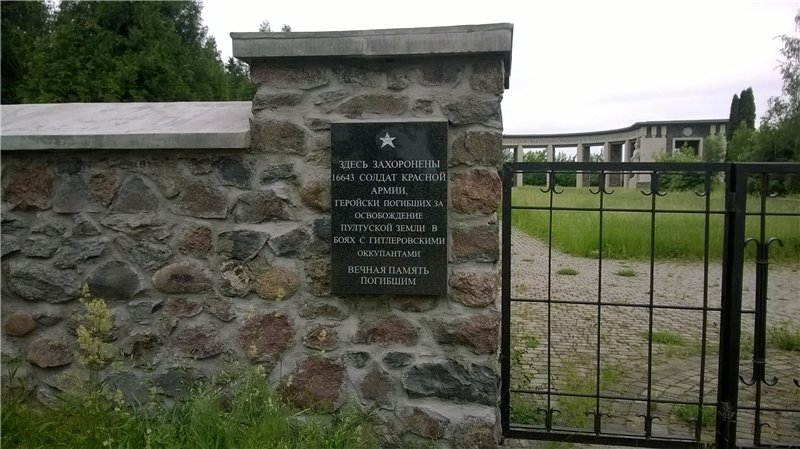 ЗДЕСЬ ЗАХОРОНЕНЫ
16643 СОЛДАТ КРАСНОЙ
АРМИИ,
ГЕРОЙСКИ ПОГИБШИХ ЗА
ОСВОБОЖДЕНИЕ
ПУЛТУСКОЙ ЗЕМЛИ В
БОЯХ С ГИТЛЕРОВСКИМИ
ОККУПАНТАМИ
ВЕЧНАЯ ПАМЯТЬ
ПОГИБШИМ